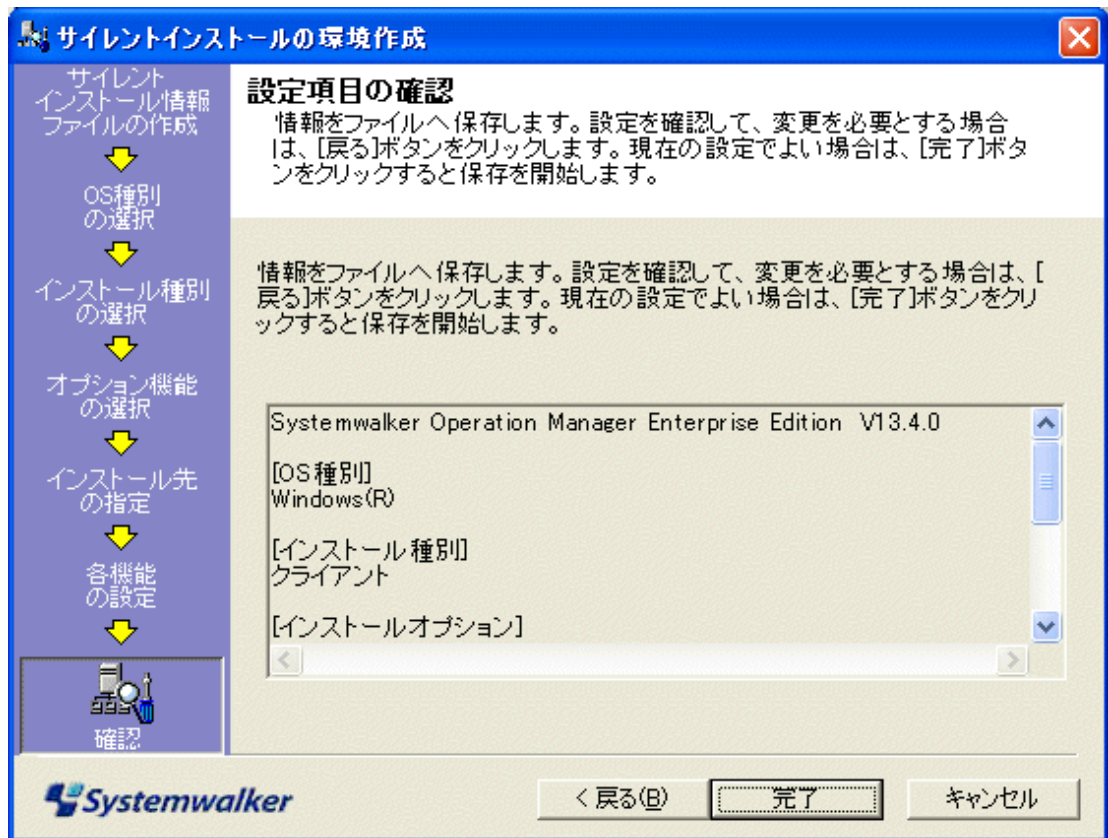 サイレントインストールの環境作成
サイレント
インストール情報
ファイルの作成
OS種別
の選択
インストール種別
の選択
オプション機能
の選択
インストール先
の指定
各機能
の設定
確認
設定項目の確認
情報をファイルへ保存します。設定を確認して、変更を必要とする場合
は、[戻る]ボタンをクリックします。現在の設定でよい場合は、[完了]ボタ
ンをクリックすると保存を開始します。
情報をファイルへ保存します。設定を確認して、変更を必要とする場合は、[
戻る]ボタンをクリックします。現在の設定でよい場合は、[完了]ボタンをクリ
ックすると保存を開始します。
Systemwalker Operation Manager Enterprise Edition V13.4.0
[OS種別]
Windows(R)
[インストール種別]
クライアント
[インストールオプション]
Systemwalker
< 戻る(B)
完了
キャンセル